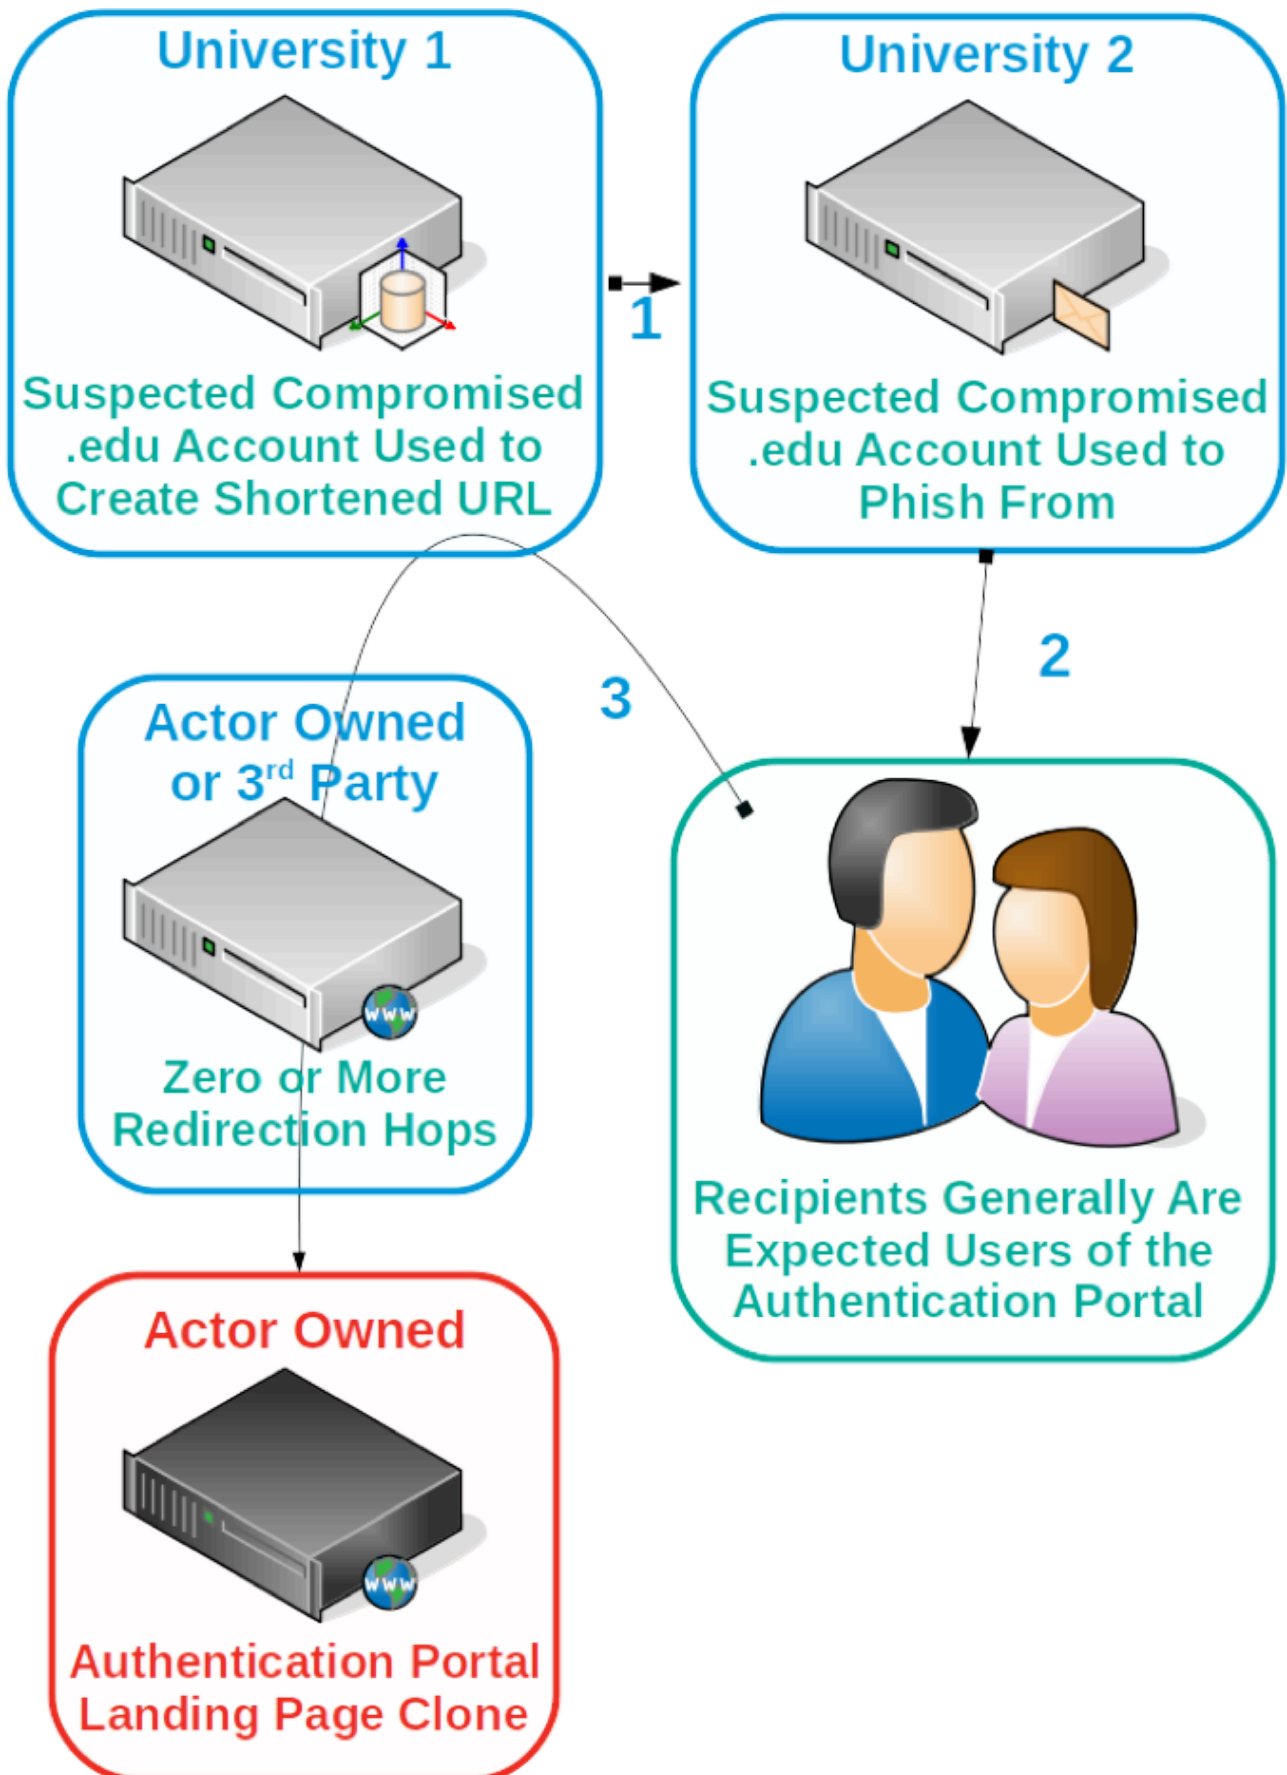 University 1
Suspected Compromised
.edu Account Used to
Create Shortened URL
1
University 2
Suspected Compromised
.edu Account Used to
Phish From
2
3
Actor Owned
or 3rd Party
www
Zero or More
Redirection Hops
Recipients Generally Are
Expected Users of the
Authentication Portal
Actor Owned
www
Authentication Portal
Landing Page Clone